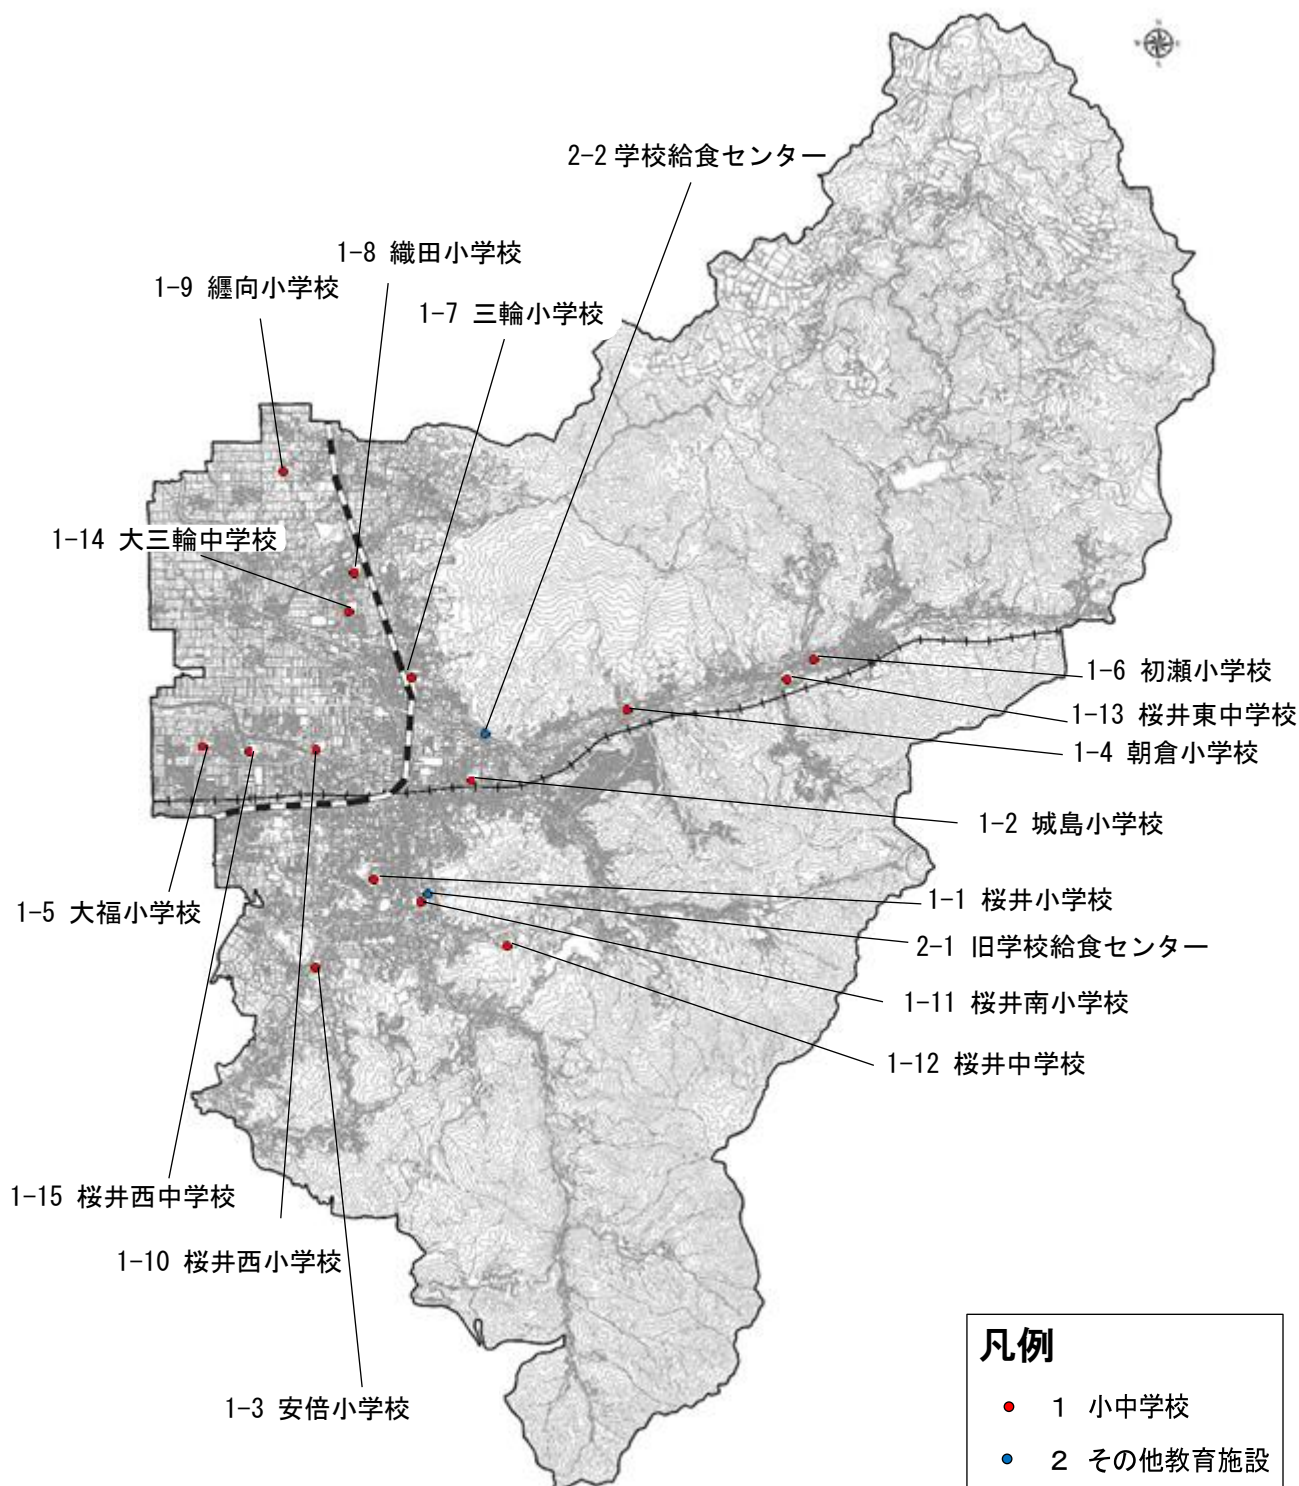 2-2 学校給食センター
1-8 織田小学校
1-9 纒向小学校
1-7 三輪小学校
1-14 大三輪中学校
1-6 初瀬小学校
1-13 桜井東中学校
1-4 朝倉小学校
1-2 城島小学校
1-1 桜井小学校
1-5 大福小学校
2-1 旧学校給食センター
1-11 桜井南小学校
1-12 桜井中学校
1-15 桜井西中学校
1-10 桜井西小学校
1-3 安倍小学校
凡例
1 小中学校
2 その他教育施設